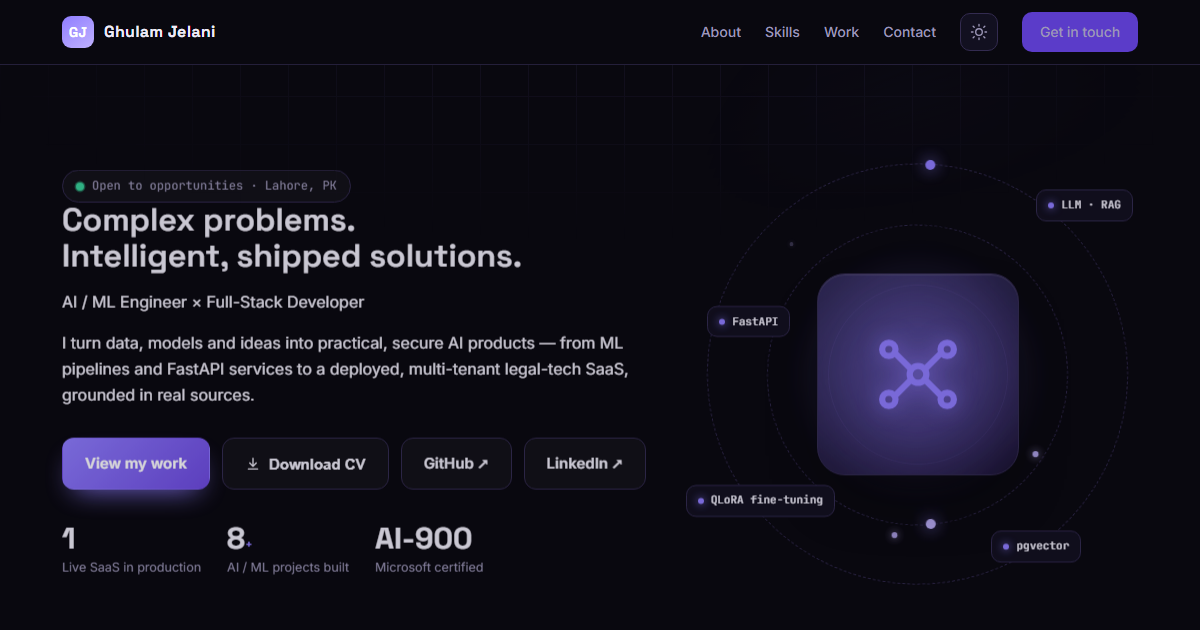 GJ Ghulam Jelani
About Skills Work Contact Get in touch
Open to opportunities · Lahore, PK
Complex problems.
Intelligent, shipped solutions.
AI / ML Engineer × Full-Stack Developer
I turn data, models and ideas into practical, secure AI products — from ML
pipelines and FastAPI services to a deployed, multi-tenant legal-tech SaaS,
grounded in real sources.
View my work Download CV GitHub ↗ LinkedIn ↗
1 8+ AI-900
Live SaaS in production AI / ML projects built Microsoft certified
LLM · RAG
FastAPI
QLoRA fine-tuning
pgvector